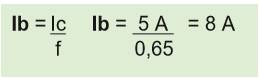 Ib = Ic Ib = 5 A = 8 A
f 0,65